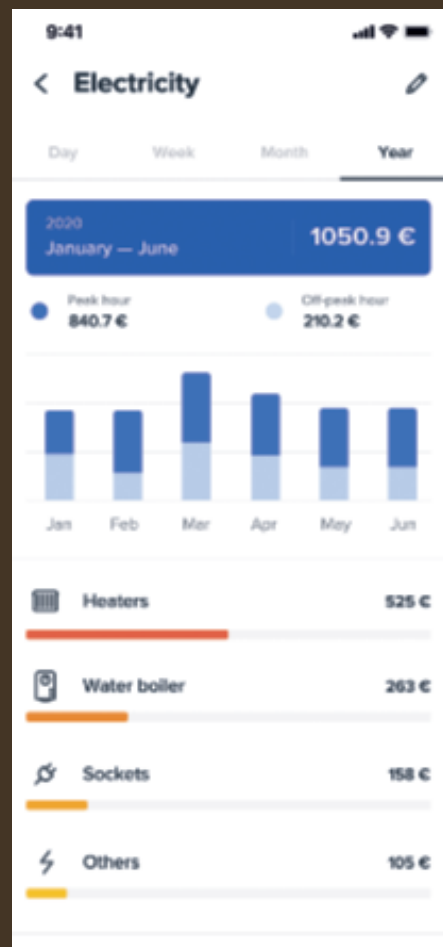 9:41
Electricity
Day Week Month Year
2020
January — June
1050.9 €
Peak hour
840.7 €
Off-peak hour
210.2 €
Jan Feb Mar Apr May Jun
Heaters 525 €
Water boiler 263 €
Sockets 158 €
Others 105 €